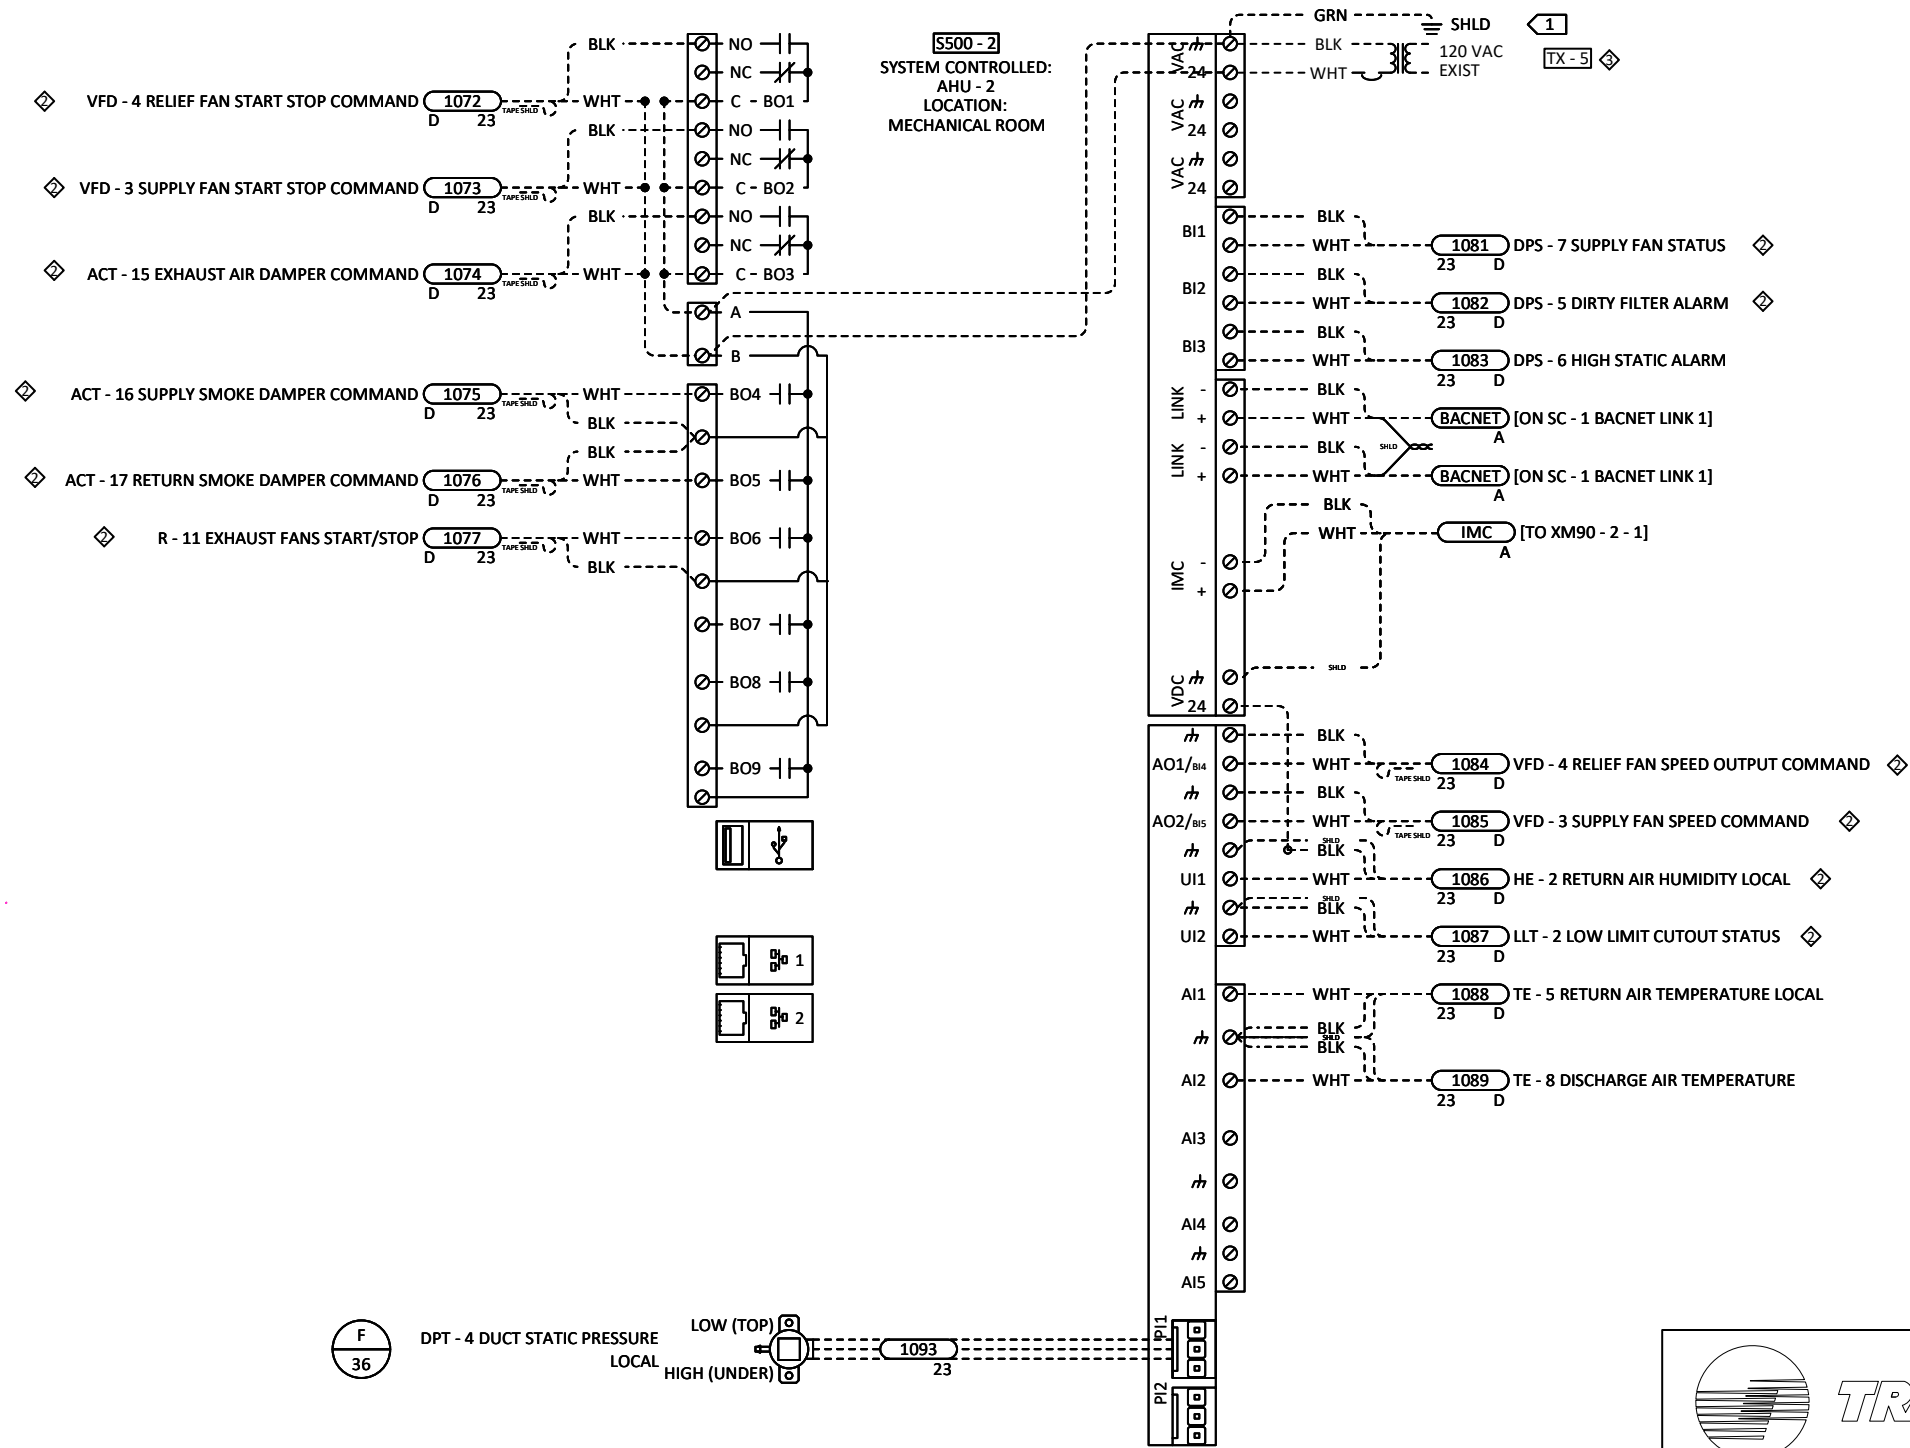 GRN
SHLD
1
BLK
120 VAC
EXIST
WHT
TX - 5
3
S500 - 2
SYSTEM CONTROLLED:
AHU - 2
LOCATION:
MECHANICAL ROOM
BLK
NO
NC
2
VFD - 4 RELIEF FAN START STOP COMMAND
1072
D 23
TAPE SHLD
WHT
C - BO1
BLK
NO
NC
2
VFD - 3 SUPPLY FAN START STOP COMMAND
1073
D 23
TAPE SHLD
WHT
C - BO2
BLK
NO
NC
2
ACT - 15 EXHAUST AIR DAMPER COMMAND
1074
D 23
TAPE SHLD
WHT
C - BO3
A
B
2
ACT - 16 SUPPLY SMOKE DAMPER COMMAND
1075
D 23
TAPE SHLD
WHT
BO4
BLK
BLK
2
ACT - 17 RETURN SMOKE DAMPER COMMAND
1076
D 23
TAPE SHLD
WHT
BO5
2
R - 11 EXHAUST FANS START/STOP
1077
D 23
TAPE SHLD
WHT
BO6
BLK
BO7
BO8
BO9
1
2
VAC
24
VAC
24
VAC
24
BI1
BLK
WHT
1081
23 D
DPS - 7 SUPPLY FAN STATUS
2
BI2
BLK
WHT
1082
23 D
DPS - 5 DIRTY FILTER ALARM
2
BI3
BLK
WHT
1083
23 D
DPS - 6 HIGH STATIC ALARM
LINK
-
+
BLK
WHT
BACNET
A
[ON SC - 1 BACNET LINK 1]
SHLD
LINK
-
+
BLK
WHT
BACNET
A
[ON SC - 1 BACNET LINK 1]
BLK
WHT
IMC
A
[TO XM90 - 2 - 1]
IMC
-
+
SHLD
VDC
24
BLK
AO1/BI4
WHT
TAPE SHLD
1084
23 D
VFD - 4 RELIEF FAN SPEED OUTPUT COMMAND
2
BLK
AO2/BI5
WHT
TAPE SHLD
1085
23 D
VFD - 3 SUPPLY FAN SPEED COMMAND
2
SHLD
BLK
UI1
WHT
1086
23 D
HE - 2 RETURN AIR HUMIDITY LOCAL
2
SHLD
BLK
UI2
WHT
1087
23 D
LLT - 2 LOW LIMIT CUTOUT STATUS
2
AI1
WHT
1088
23 D
TE - 5 RETURN AIR TEMPERATURE LOCAL
BLK
SHLD
BLK
AI2
WHT
1089
23 D
TE - 8 DISCHARGE AIR TEMPERATURE
AI3
AI4
AI5
F
36
DPT - 4 DUCT STATIC PRESSURE
LOCAL
LOW (TOP)
HIGH (UNDER)
1093
23
PI1
PI2